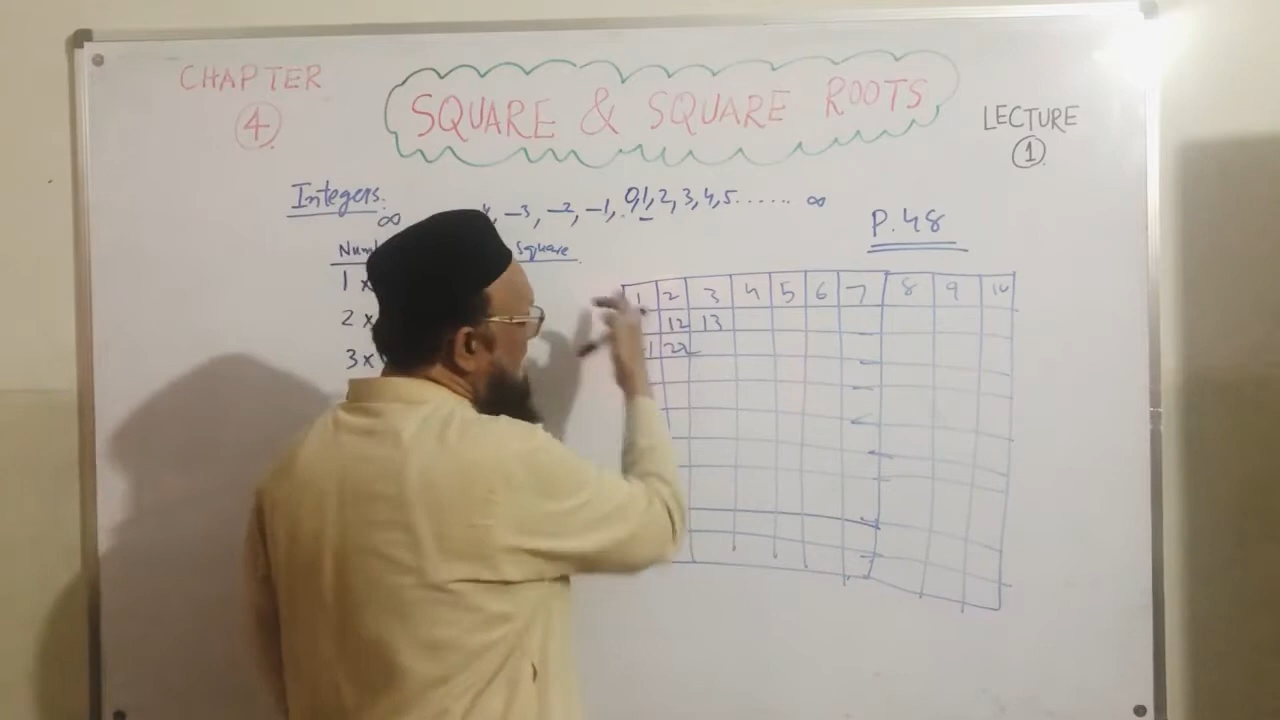 CHAPTER
4
SQUARE & SQUARE ROOTS
LECTURE
1
Integers.
∞ -3, -2, -1, 0, 1, 2, 3, 4, 5...... ∞
P.48
Square
1 x
2 x
3 x
1 2 3 4 5 6 7 8 9 10
12 13
22